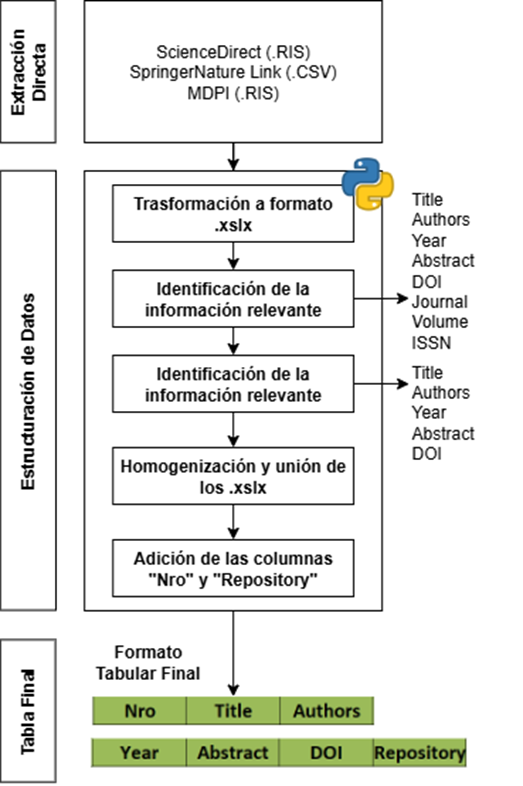 Extracción
Directa
ScienceDirect (.RIS)
SpringerNature Link (.CSV)
MDPI (.RIS)
Estructuración de Datos
Trasformación a formato
.xslx
Identificación de la
información relevante
Title
Authors
Year
Abstract
DOI
Journal
Volume
ISSN
Identificación de la
información relevante
Title
Authors
Year
Abstract
DOI
Homogenización y unión de
los .xslx
Adición de las columnas
"Nro" y "Repository"
Tabla Final
Formato
Tabular Final
Nro Title Authors
Year Abstract DOI Repository